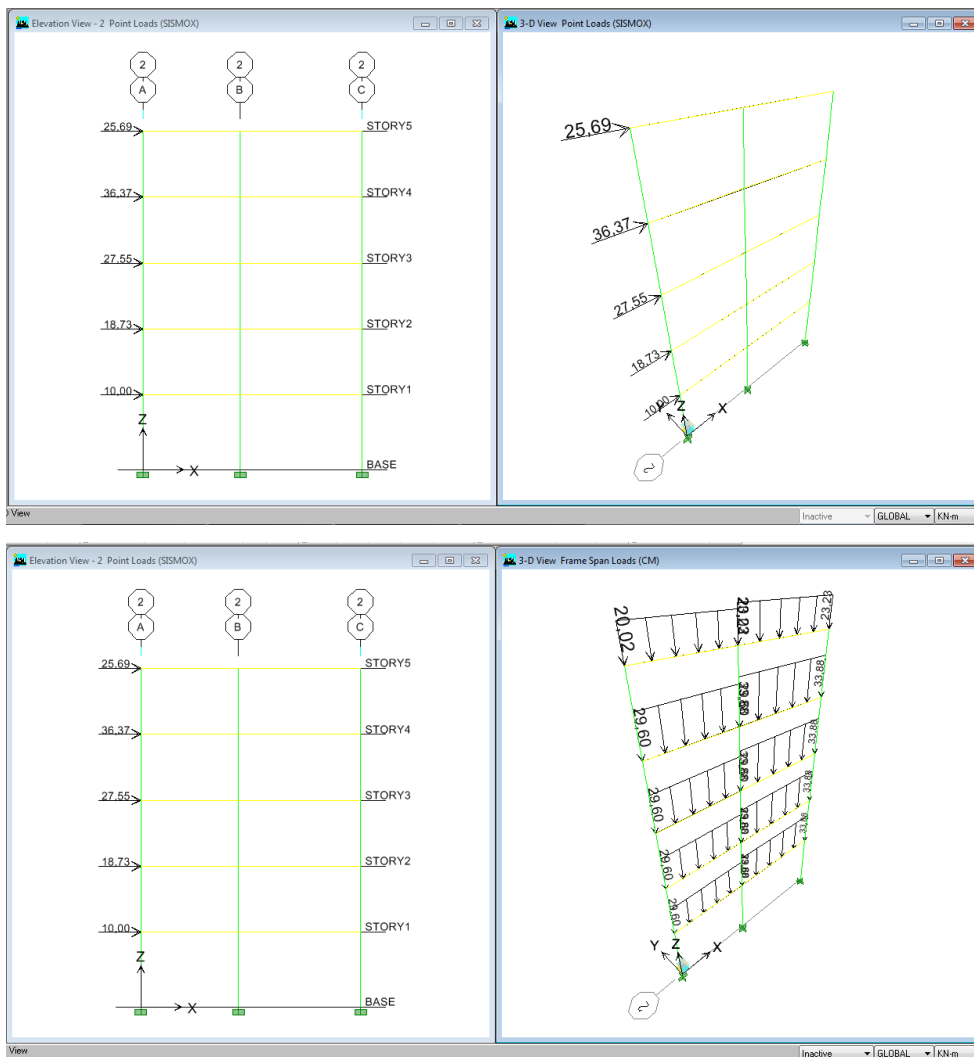 Elevation View - 2 Point Loads (SISMOX)
2 2 2
A B C
25,69 STORY5
36,37 STORY4
27,55 STORY3
18,73 STORY2
10,00 STORY1
Z
X BASE
3-D View Point Loads (SISMOX)
25,69
36,37
27,55
18,73
10,00
Y Z X
2
View
Inactive GLOBAL KN-m
Elevation View - 2 Point Loads (SISMOX)
2 2 2
A B C
25,69 STORY5
36,37 STORY4
27,55 STORY3
18,73 STORY2
10,00 STORY1
Z
X BASE
3-D View Frame Span Loads (CM)
20,02 23,23
29,60 33,88
29,60 33,88
29,60 33,88
29,60 33,88
Y Z X
2
View
Inactive GLOBAL KN-m